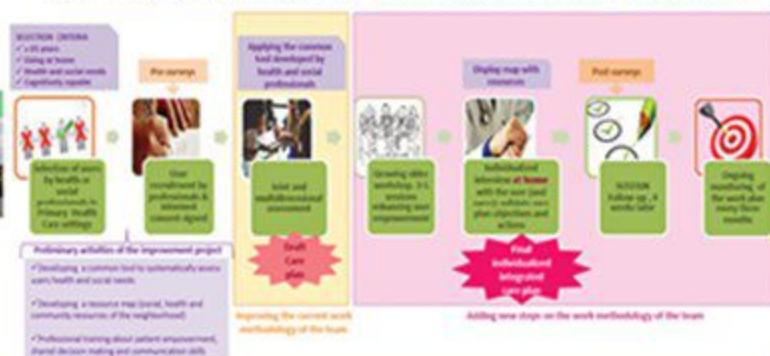 SELECTION CRITERIA
✓ >65 years
✓ Living at home
✓ Health and social needs
✓ Cognitively capable
Pre surveys
Applying the common
tool developed by
health and social
professionals
Display map with
resources
Post surveys
Selection of users
by health or
social
professionals in
Primary Health
Care settings
User
recruitment by
professionals &
informed
consent signed
Joint and
multidimensional
assessment
Growing older
workshop,
sessions
enhancing user
empowerment
Individualized
interview at home
with the user (and
carer): validate care
plan objectives and
actions
Follow-up, 4
weeks later
Ongoing
monitoring of
the work plan
every three
months
Draft
Care
plan
Final
individualized
integrated
care plan
Preliminary activities of the improvement project
✓Developing a common tool to systematically assess
users health and social needs
✓Developing a resource map (social, health and
community resources of the neighborhood)
✓Professional training about patient empowerment,
shared decision making and communication skills
Improving the current work
methodology of the team
Adding new steps on the work methodology of the team